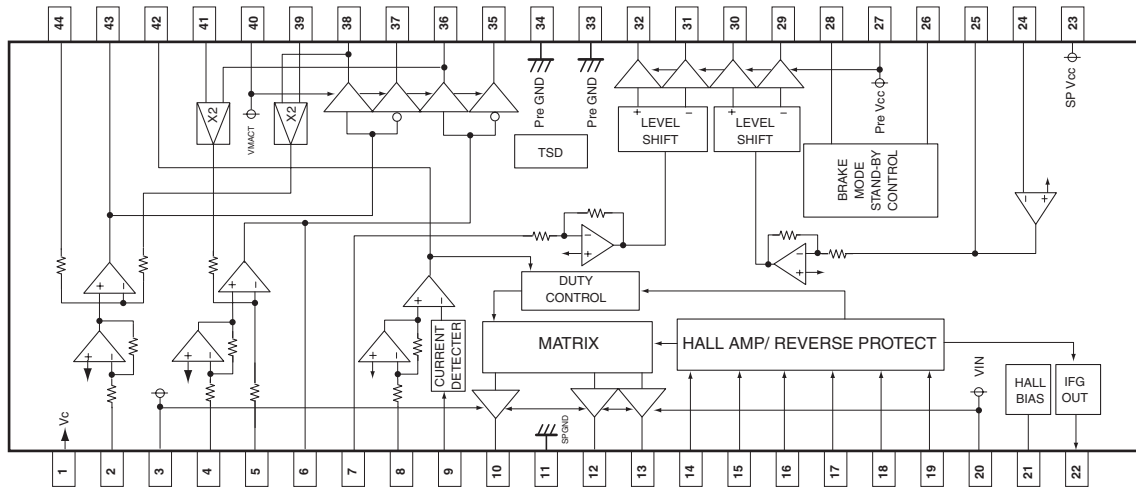 44 43 42 41 40 39 38 37 36 35 34 33 32 31 30 29 28 27 26 25 24 23
X2
X2
VMACT
Pre GND
Pre GND
Pre Vcc
SP Vcc
+ − + −
LEVEL
SHIFT
LEVEL
SHIFT
TSD
BRAKE
MODE
STAND-BY
CONTROL
− +
− +
− +
+ −
+ −
+ −
DUTY
CONTROL
+ −
+ −
+ −
CURRENT
DETECTER
MATRIX
HALL AMP/ REVERSE PROTECT
VIN
HALL
BIAS
IFG
OUT
Vc
SPGND
1 2 3 4 5 6 7 8 9 10 11 12 13 14 15 16 17 18 19 20 21 22